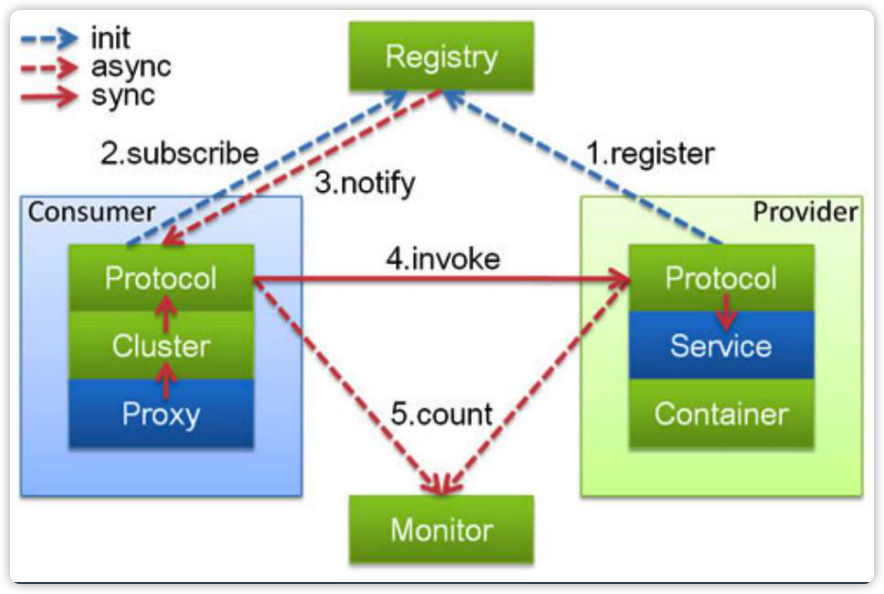 init
async
sync
Registry
2.subscribe
1.register
3.notify
Consumer
Provider
Protocol
4.invoke
Protocol
Cluster
Service
Proxy
5.count
Container
Monitor